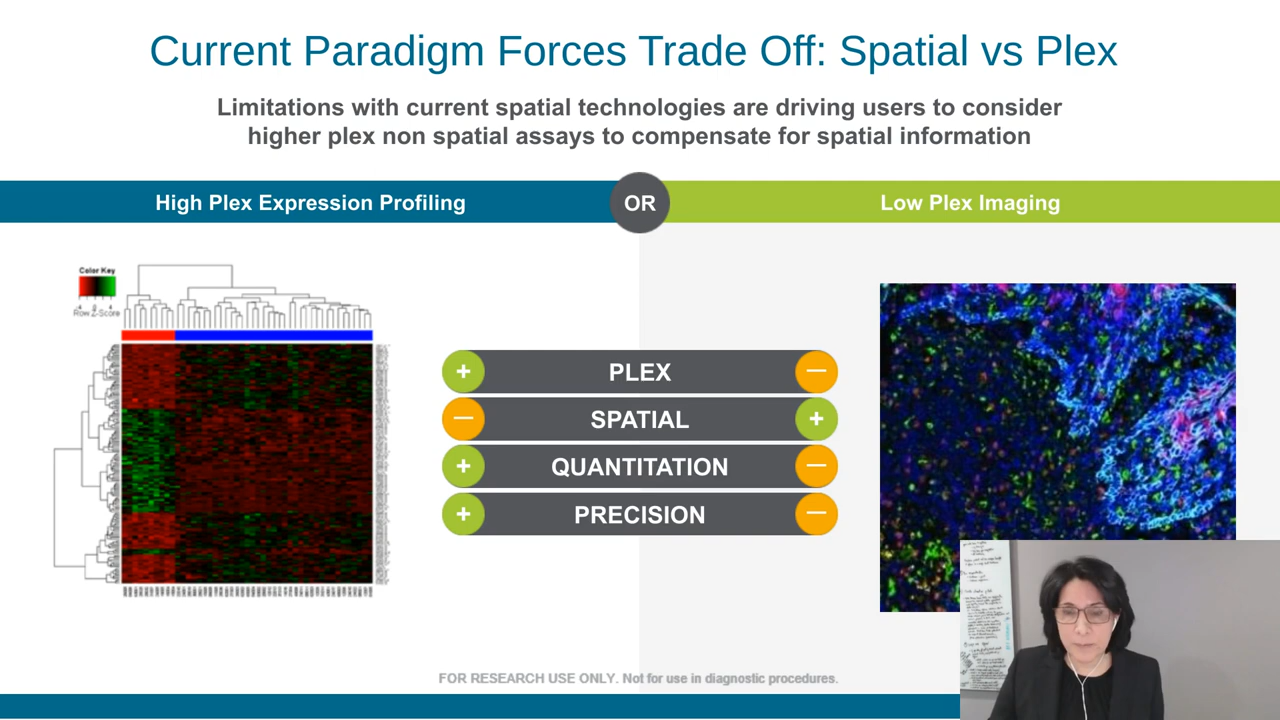 Current Paradigm Forces Trade Off: Spatial vs Plex
Limitations with current spatial technologies are driving users to consider
higher plex non spatial assays to compensate for spatial information
High Plex Expression Profiling
OR
Low Plex Imaging
Color Key
Row Z-Score
+ PLEX —
— SPATIAL +
+ QUANTITATION —
+ PRECISION —
FOR RESEARCH USE ONLY. Not for use in diagnostic procedures.